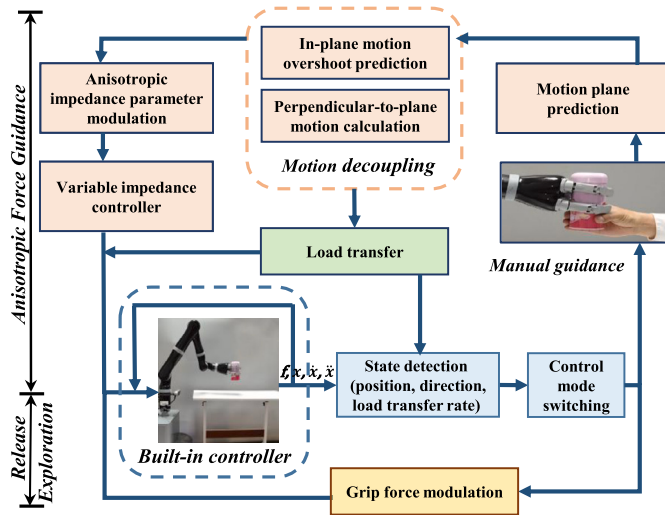 Anisotropic Force Guidance
Release
Exploration
Anisotropic
impedance parameter
modulation
Variable impedance
controller
In-plane motion
overshoot prediction
Perpendicular-to-plane
motion calculation
Motion decoupling
Motion plane
prediction
Manual guidance
Load transfer
f, x, ẋ, ẍ
Built-in controller
State detection
(position, direction,
load transfer rate)
Control
mode
switching
Grip force modulation